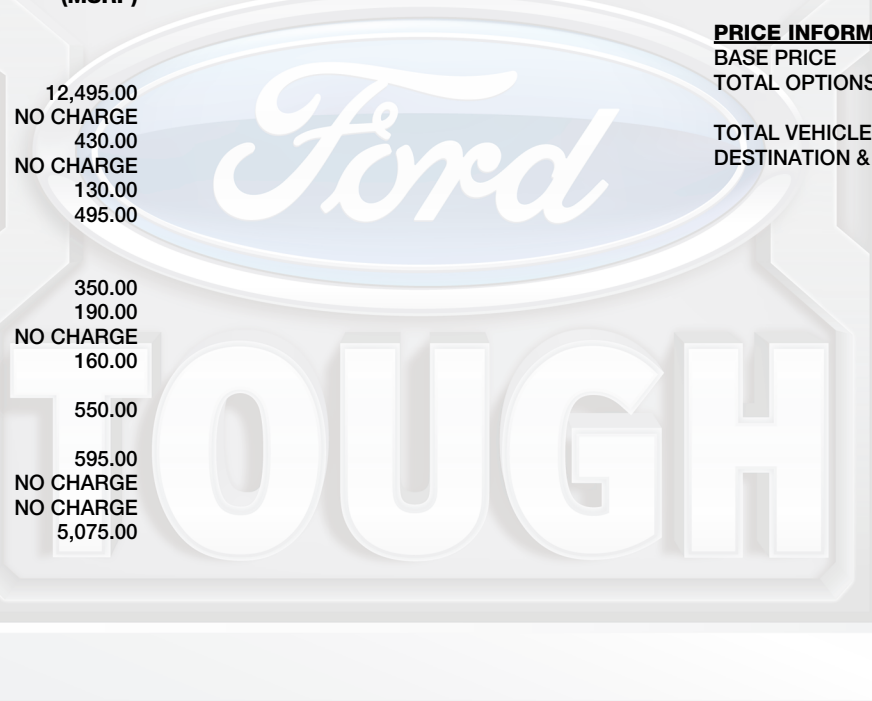 (MSRP)
12,495.00
NO CHARGE
430.00
NO CHARGE
130.00
495.00
350.00
190.00
NO CHARGE
160.00
550.00
595.00
NO CHARGE
NO CHARGE
5,075.00
PRICE INFORM
BASE PRICE
TOTAL OPTIONS
TOTAL VEHICLE
DESTINATION &
Ford
TOUGH